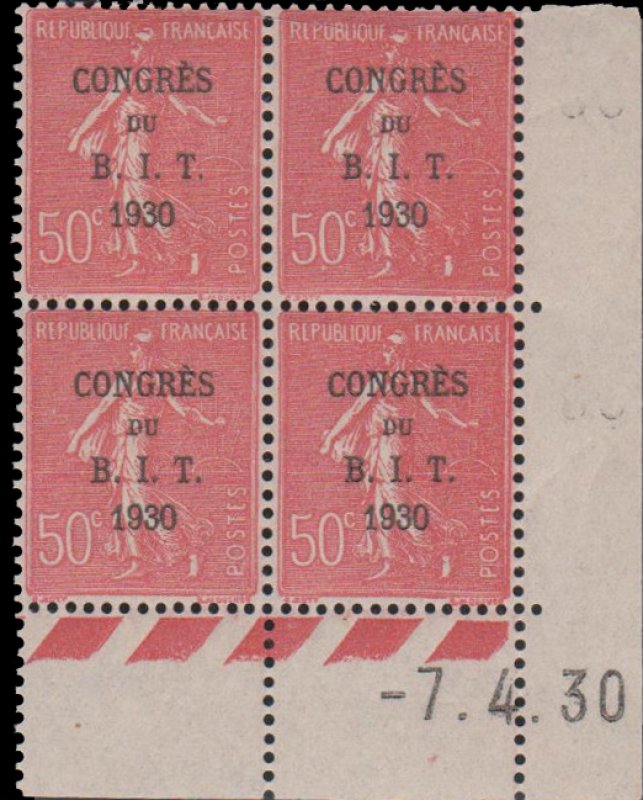 REPUBLIQUE FRANÇAISE
CONGRÈS
DU
B. I. T.
1930
50c
POSTES
REPUBLIQUE FRANÇAISE
CONGRÈS
DU
B. I. T.
1930
50c
POSTES
REPUBLIQUE FRANÇAISE
CONGRÈS
DU
B. I. T.
1930
50c
POSTES
REPUBLIQUE FRANÇAISE
CONGRÈS
DU
B. I. T.
1930
50c
POSTES
-7.4.30